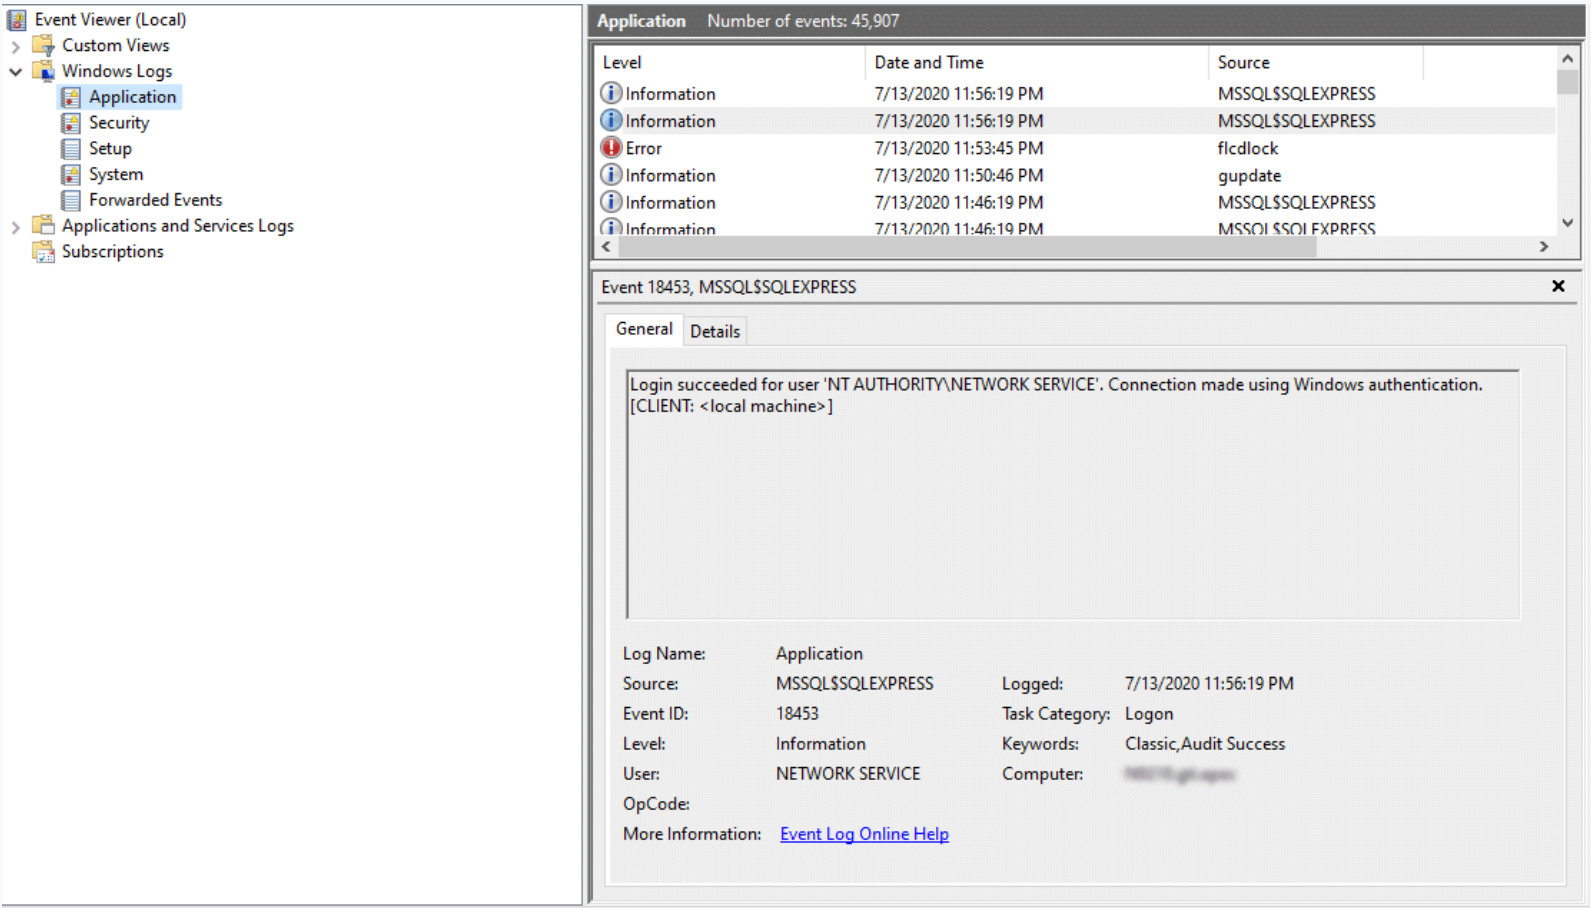 Event Viewer (Local)
Custom Views
Windows Logs
Application
Security
Setup
System
Forwarded Events
Applications and Services Logs
Subscriptions
Application Number of events: 45,907
Level Date and Time Source
Information 7/13/2020 11:56:19 PM MSSQL$SQLEXPRESS
Information 7/13/2020 11:56:19 PM MSSQL$SQLEXPRESS
Error 7/13/2020 11:53:45 PM flcdlock
Information 7/13/2020 11:50:46 PM gupdate
Information 7/13/2020 11:46:19 PM MSSQL$SQLEXPRESS
Information 7/13/2020 11:46:19 PM MSSQL$SQLEXPRESS
Event 18453, MSSQL$SQLEXPRESS
General Details
Login succeeded for user 'NT AUTHORITY\NETWORK SERVICE'. Connection made using Windows authentication.
[CLIENT: <local machine>]
Log Name: Application
Source: MSSQL$SQLEXPRESS Logged: 7/13/2020 11:56:19 PM
Event ID: 18453 Task Category: Logon
Level: Information Keywords: Classic,Audit Success
User: NETWORK SERVICE Computer:
OpCode:
More Information: Event Log Online Help